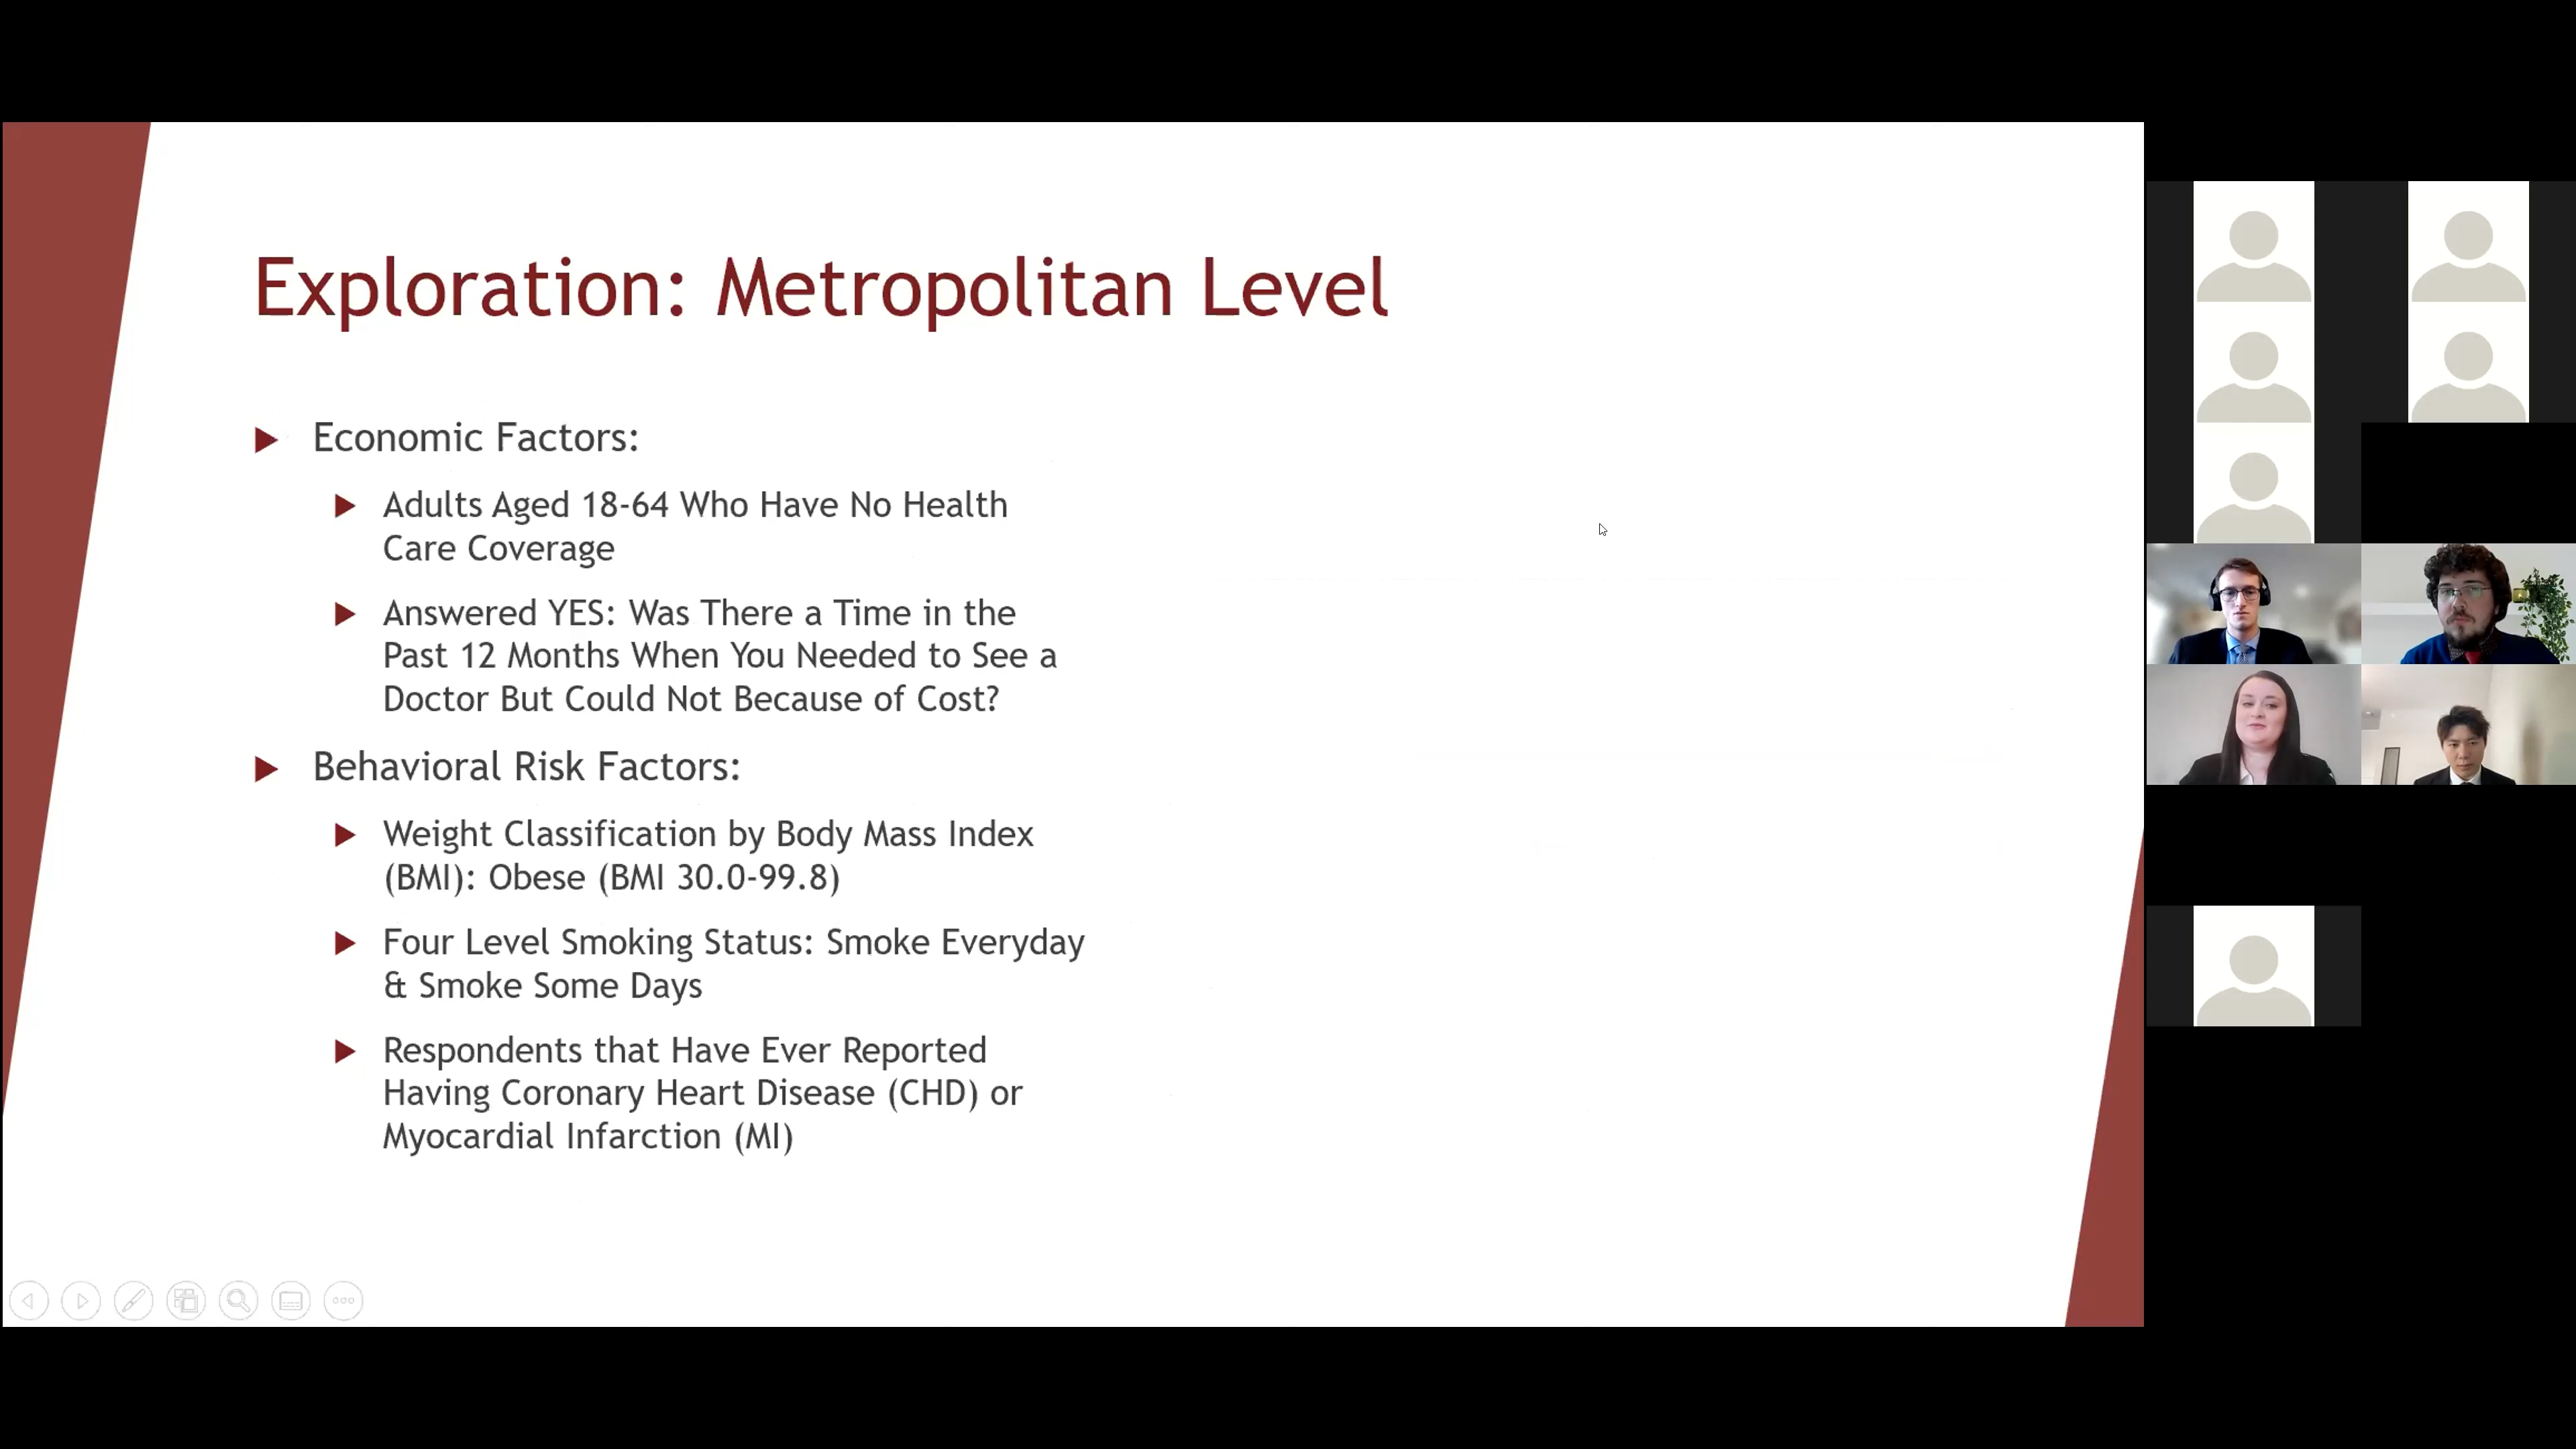 Exploration: Metropolitan Level
Economic Factors:
Adults Aged 18-64 Who Have No Health
Care Coverage
Answered YES: Was There a Time in the
Past 12 Months When You Needed to See a
Doctor But Could Not Because of Cost?
Behavioral Risk Factors:
Weight Classification by Body Mass Index
(BMI): Obese (BMI 30.0-99.8)
Four Level Smoking Status: Smoke Everyday
& Smoke Some Days
Respondents that Have Ever Reported
Having Coronary Heart Disease (CHD) or
Myocardial Infarction (MI)